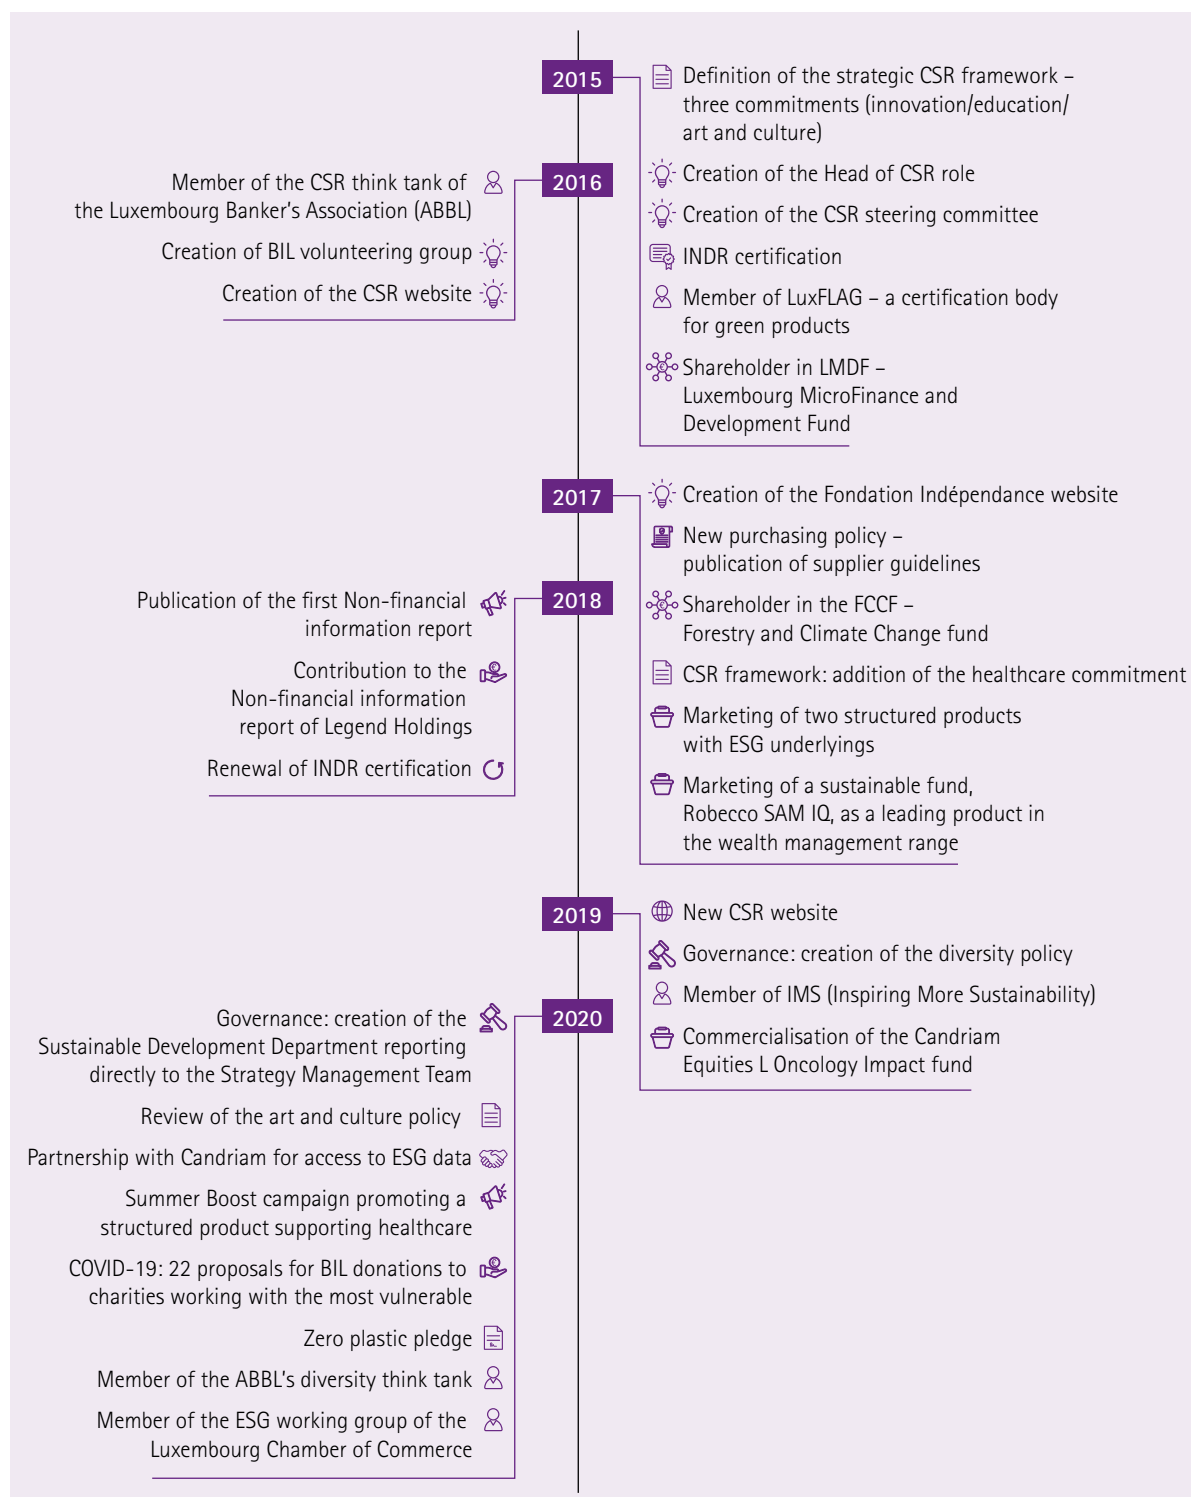 2015
Definition of the strategic CSR framework –
three commitments (innovation/education/
art and culture)
Creation of the Head of CSR role
Creation of the CSR steering committee
INDR certification
Member of LuxFLAG – a certification body
for green products
Shareholder in LMDF –
Luxembourg MicroFinance and
Development Fund
2016
Member of the CSR think tank of
the Luxembourg Banker's Association (ABBL)
Creation of BIL volunteering group
Creation of the CSR website
2017
Creation of the Fondation Indépendance website
New purchasing policy –
publication of supplier guidelines
Shareholder in the FCCF –
Forestry and Climate Change fund
CSR framework: addition of the healthcare commitment
Marketing of two structured products
with ESG underlyings
Marketing of a sustainable fund,
Robecco SAM IQ, as a leading product in
the wealth management range
2018
Publication of the first Non-financial
information report
Contribution to the
Non-financial information
report of Legend Holdings
Renewal of INDR certification
2019
New CSR website
Governance: creation of the diversity policy
Member of IMS (Inspiring More Sustainability)
Commercialisation of the Candriam
Equities L Oncology Impact fund
2020
Governance: creation of the
Sustainable Development Department reporting
directly to the Strategy Management Team
Review of the art and culture policy
Partnership with Candriam for access to ESG data
Summer Boost campaign promoting a
structured product supporting healthcare
COVID-19: 22 proposals for BIL donations to
charities working with the most vulnerable
Zero plastic pledge
Member of the ABBL's diversity think tank
Member of the ESG working group of the
Luxembourg Chamber of Commerce